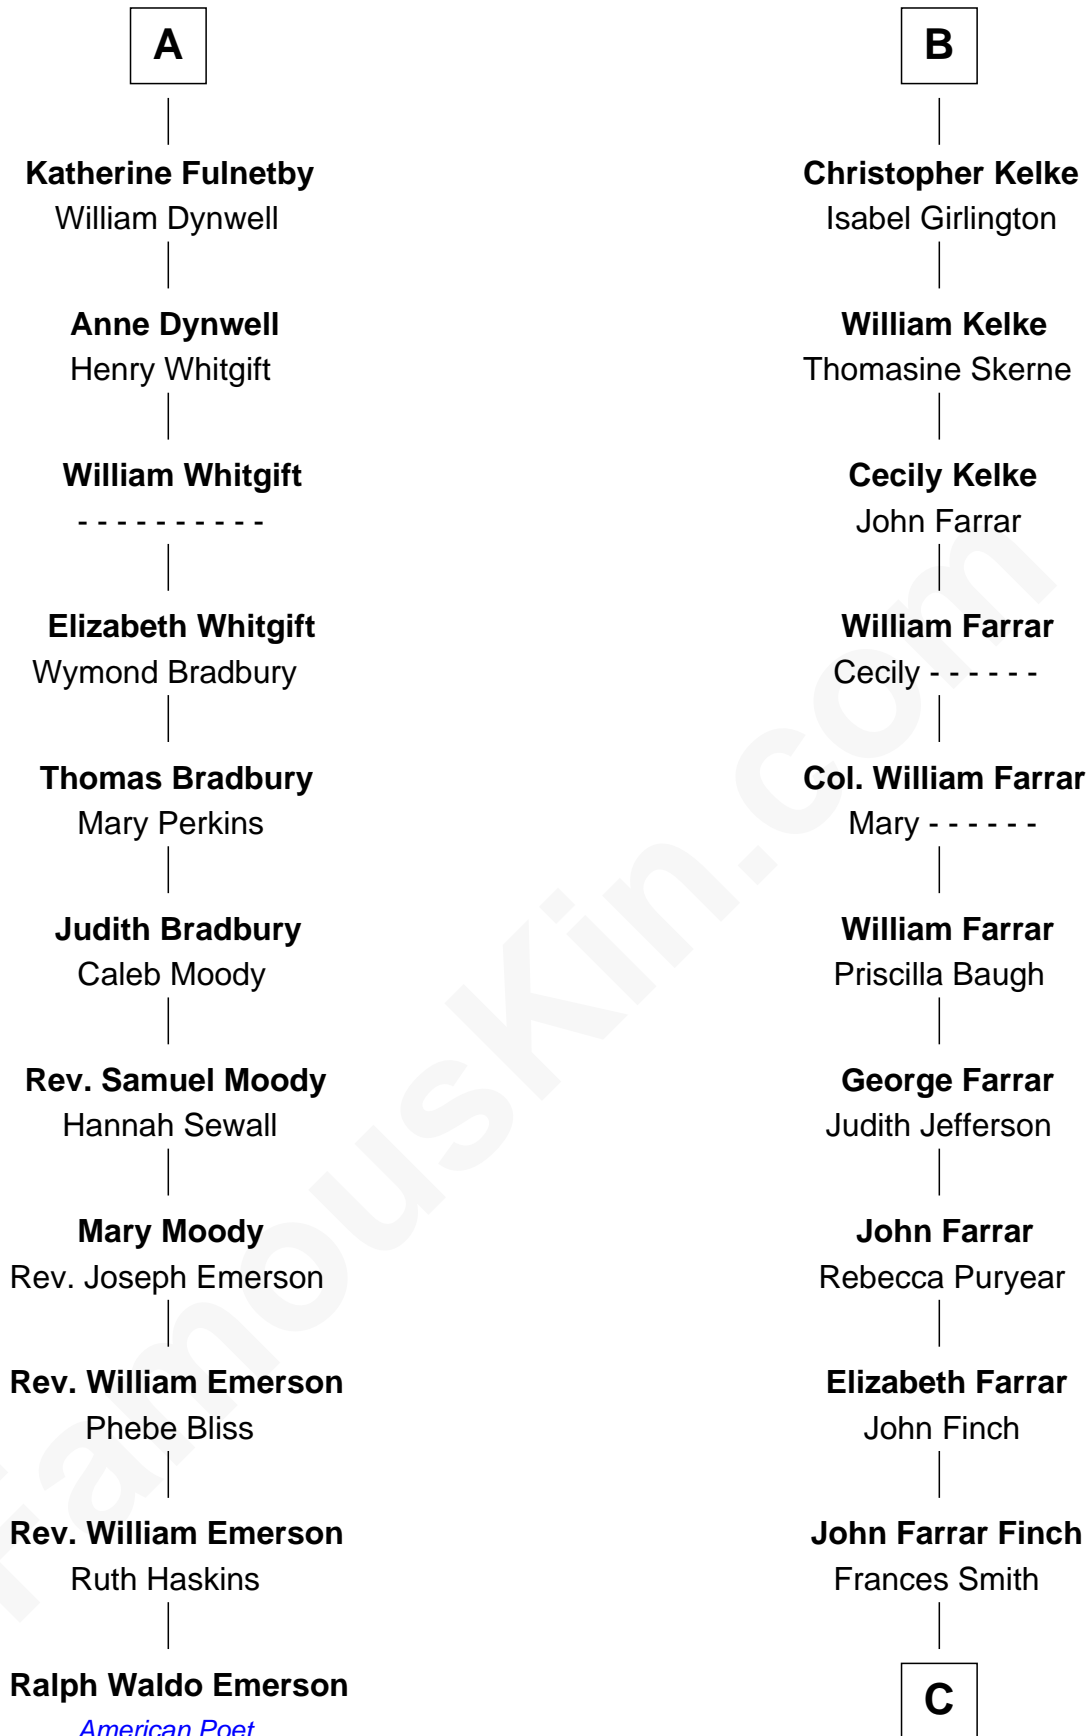 A
Katherine Fulnetby
William Dynwell
Anne Dynwell
Henry Whitgift
William Whitgift
- - - - - - - - - -
Elizabeth Whitgift
Wymond Bradbury
Thomas Bradbury
Mary Perkins
Judith Bradbury
Caleb Moody
Rev. Samuel Moody
Hannah Sewall
Mary Moody
Rev. Joseph Emerson
Rev. William Emerson
Phebe Bliss
Rev. William Emerson
Ruth Haskins
Ralph Waldo Emerson
American Poet
B
Christopher Kelke
Isabel Girlington
William Kelke
Thomasine Skerne
Cecily Kelke
John Farrar
William Farrar
Cecily - - - - - -
Col. William Farrar
Mary - - - - - -
William Farrar
Priscilla Baugh
George Farrar
Judith Jefferson
John Farrar
Rebecca Puryear
Elizabeth Farrar
John Finch
John Farrar Finch
Frances Smith
C
FamousKin.com